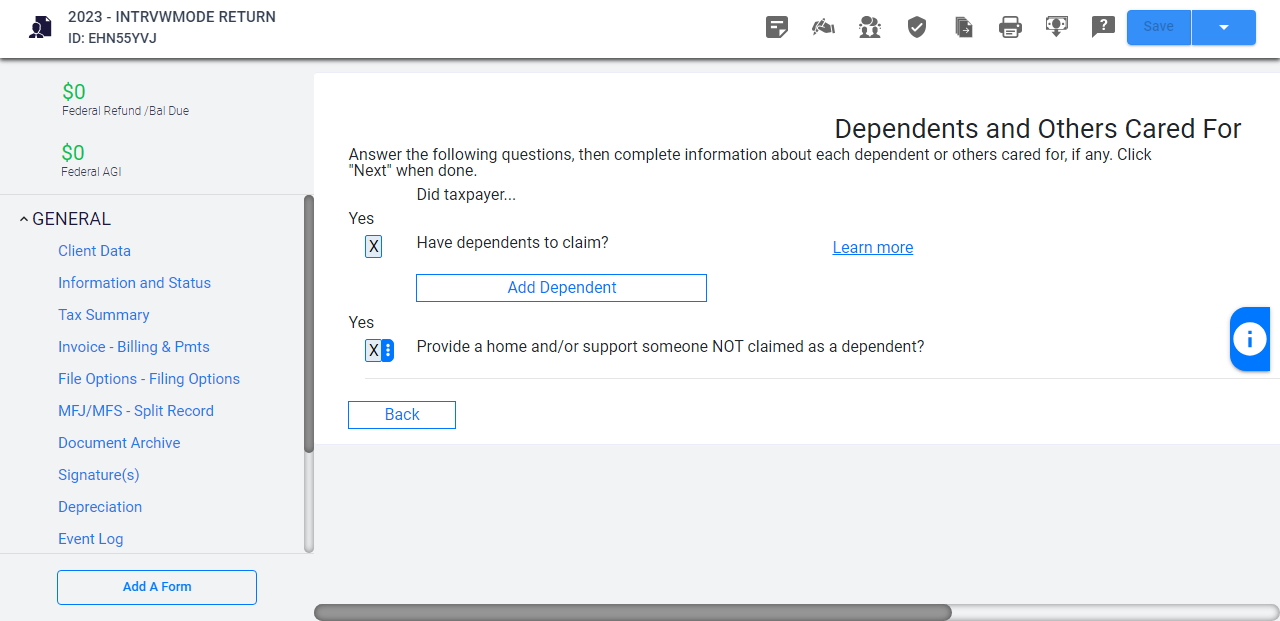 2023 - INTRVWMODE RETURN
ID: EHN55YVJ
Save
$0
Federal Refund /Bal Due
$0
Federal AGI
GENERAL
Client Data
Information and Status
Tax Summary
Invoice - Billing & Pmts
File Options - Filing Options
MFJ/MFS - Split Record
Document Archive
Signature(s)
Depreciation
Event Log
Add A Form
Dependents and Others Cared For
Answer the following questions, then complete information about each dependent or others cared for, if any. Click
"Next" when done.
Did taxpayer...
Yes
X Have dependents to claim? Learn more
Add Dependent
Yes
X Provide a home and/or support someone NOT claimed as a dependent?
Back